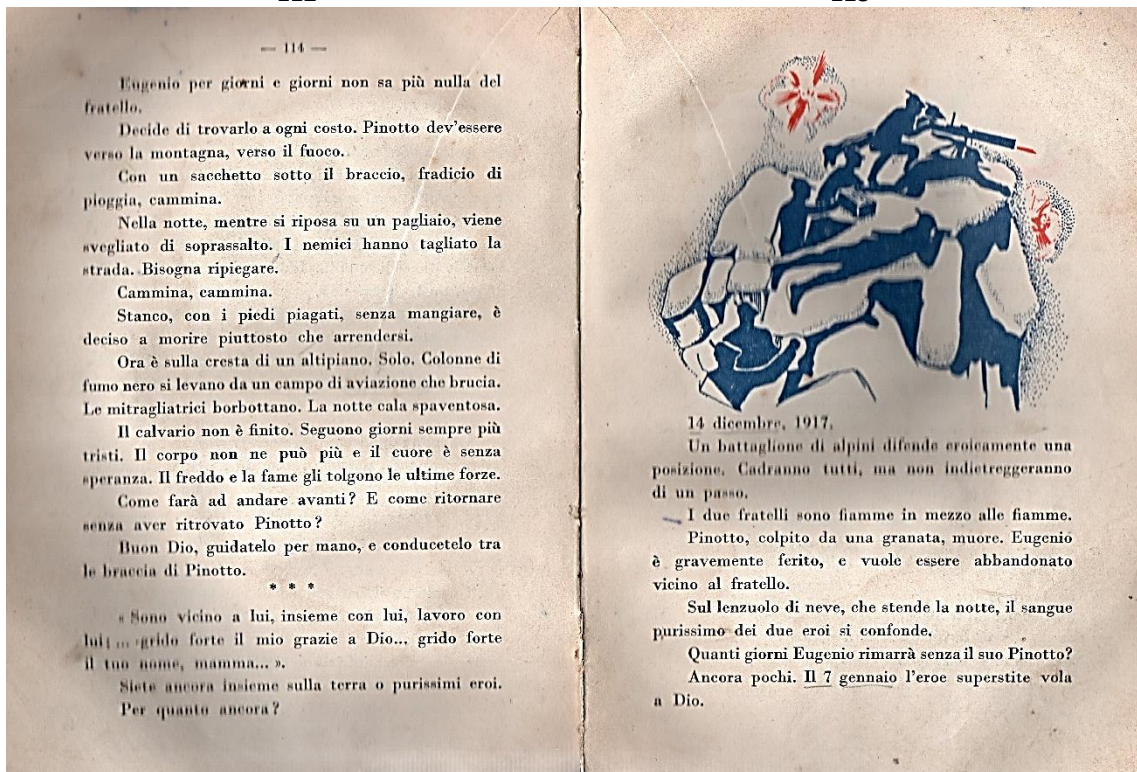 — 114 —
Eugenio per giorni e giorni non sa più nulla del
fratello.
Decide di trovarlo a ogni costo. Pinotto dev'essere
verso la montagna, verso il fuoco.
Con un sacchetto sotto il braccio, fradicio di
pioggia, cammina.
Nella notte, mentre si riposa su un pagliaio, viene
svegliato di soprassalto. I nemici hanno tagliato la
strada. Bisogna ripiegare.
Cammina, cammina.
Stanco, con i piedi piagati, senza mangiare, è
deciso a morire piuttosto che arrendersi.
Ora è sulla cresta di un altipiano. Solo. Colonne di
fumo nero si levano da un campo di aviazione che brucia.
Le mitragliatrici borbottano. La notte cala spaventosa.
Il calvario non è finito. Seguono giorni sempre più
tristi. Il corpo non ne può più e il cuore è senza
speranza. Il freddo e la fame gli tolgono le ultime forze.
Come farà ad andare avanti? E come ritornare
senza aver ritrovato Pinotto?
Buon Dio, guidatelo per mano, e conducetelo tra
le braccia di Pinotto.
* * *
« Sono vicino a lui, insieme con lui, lavoro con
lui; ... grido forte il mio grazie a Dio... grido forte
il tuo nome, mamma... ».
Siete ancora insieme sulla terra o purissimi eroi.
Per quanto ancora?
14 dicembre, 1917.
Un battaglione di alpini difende eroicamente una
posizione. Cadranno tutti, ma non indietreggeranno
di un passo.
I due fratelli sono fiamme in mezzo alle fiamme.
Pinotto, colpito da una granata, muore. Eugenio
è gravemente ferito, e vuole essere abbandonato
vicino al fratello.
Sul lenzuolo di neve, che stende la notte, il sangue
purissimo dei due eroi si confonde.
Quanti giorni Eugenio rimarrà senza il suo Pinotto?
Ancora pochi. Il 7 gennaio l'eroe superstite vola
a Dio.